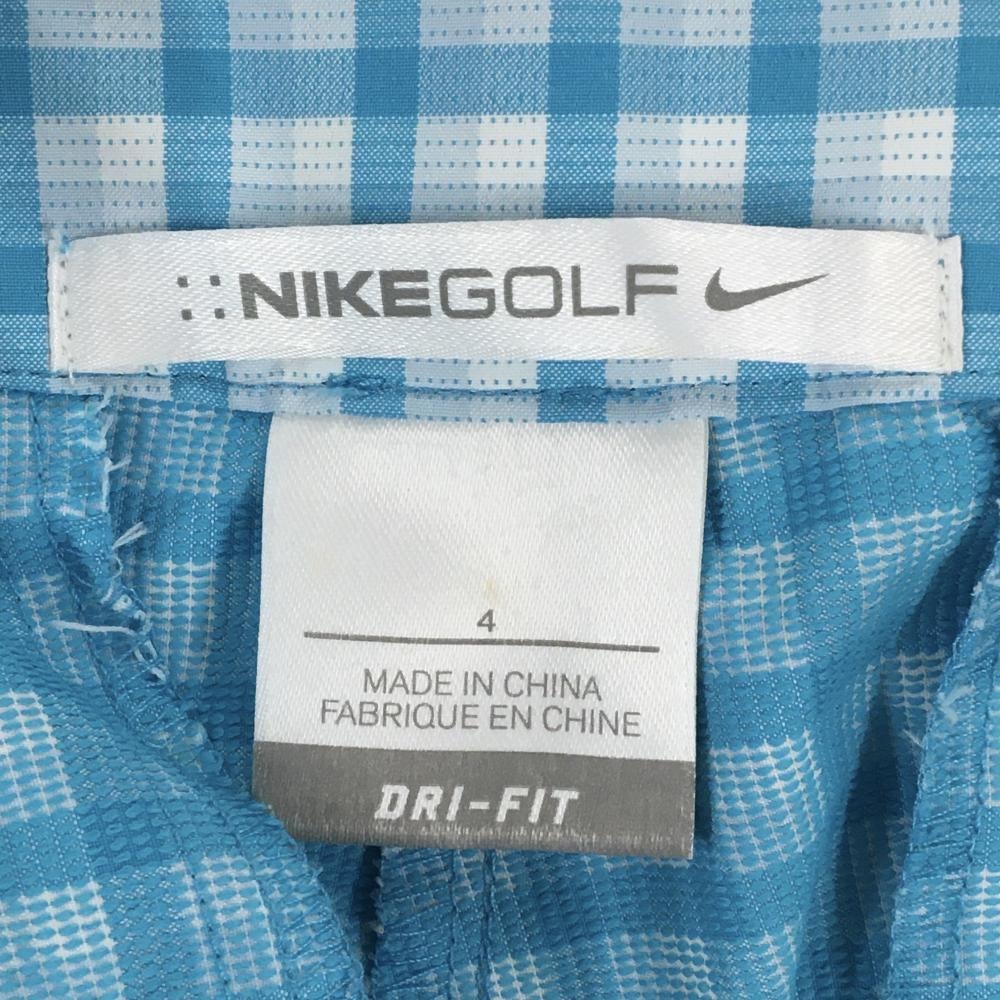 ::NIKEGOLF
4
MADE IN CHINA
FABRIQUE EN CHINE
DRI-FIT